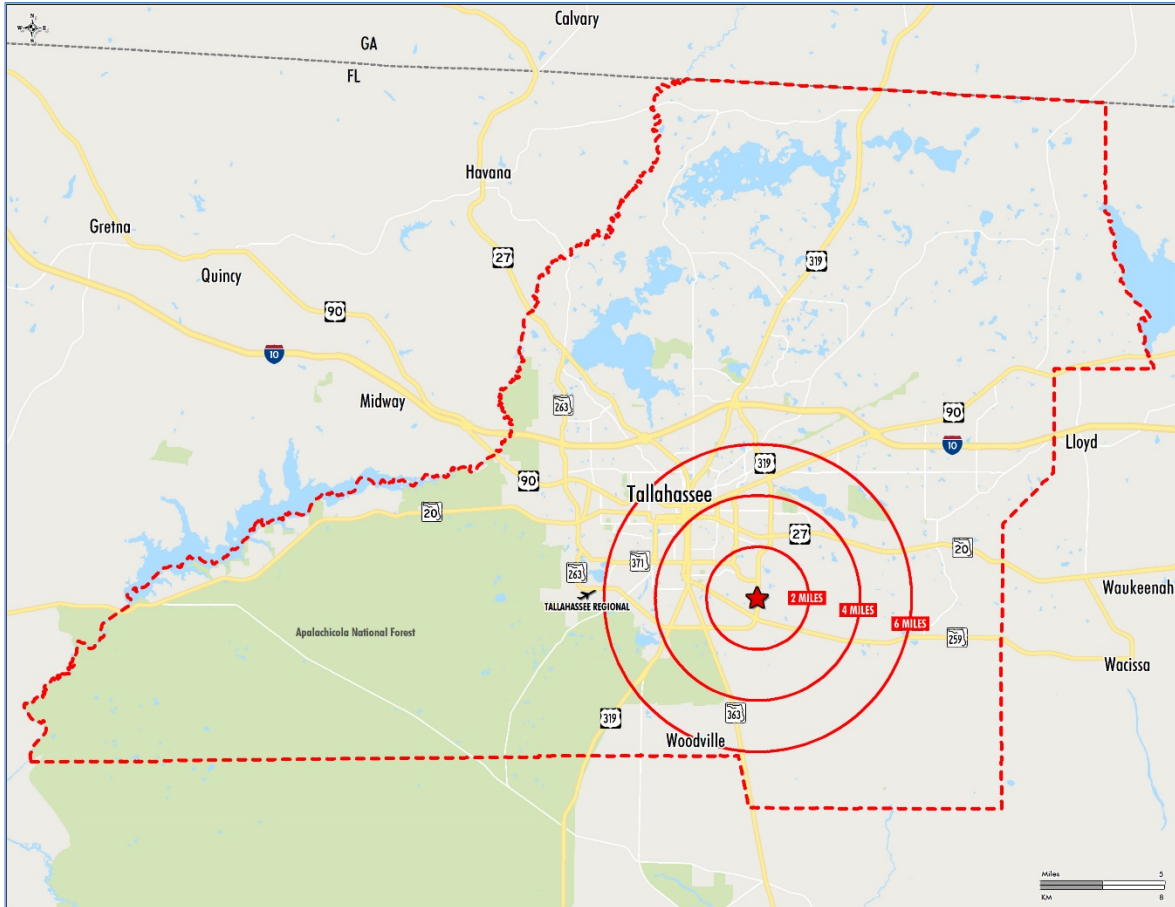 N
W
E
S
Calvary
GA
FL
Havana
Gretna
27
319
Quincy
90
10
Midway
263
90
10
Lloyd
319
90
Tallahassee
20
27
371
20
263
TALLAHASSEE REGIONAL
2 MILES
4 MILES
6 MILES
Waukeenah
Apalachicola National Forest
259
Wacissa
319
363
Woodville
Miles 5
KM 8